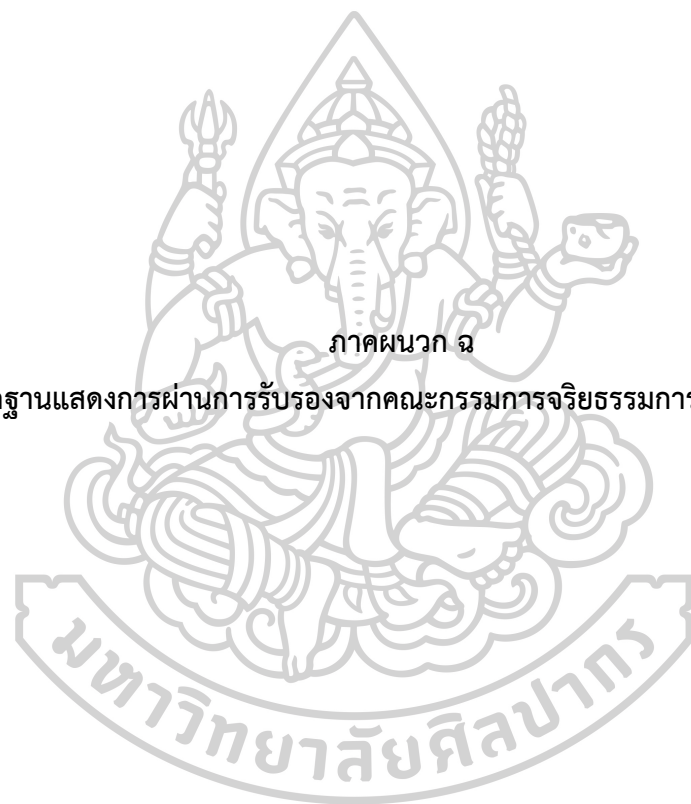 ภาคผนวก ฉ
ฐานแสดงการผ่านการรับรองจากคณะกรรมการจริยธรรมการ
มหาวิทยาลัยศิลปากร